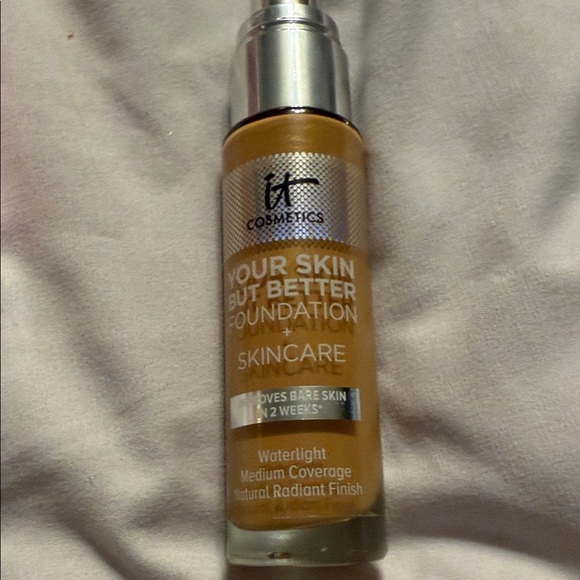 it
COSMETICS
YOUR SKIN
BUT BETTER
FOUNDATION
+
SKINCARE
OVES BARE SKIN
IN 2 WEEKS*
Waterlight
Medium Coverage
Natural Radiant Finish